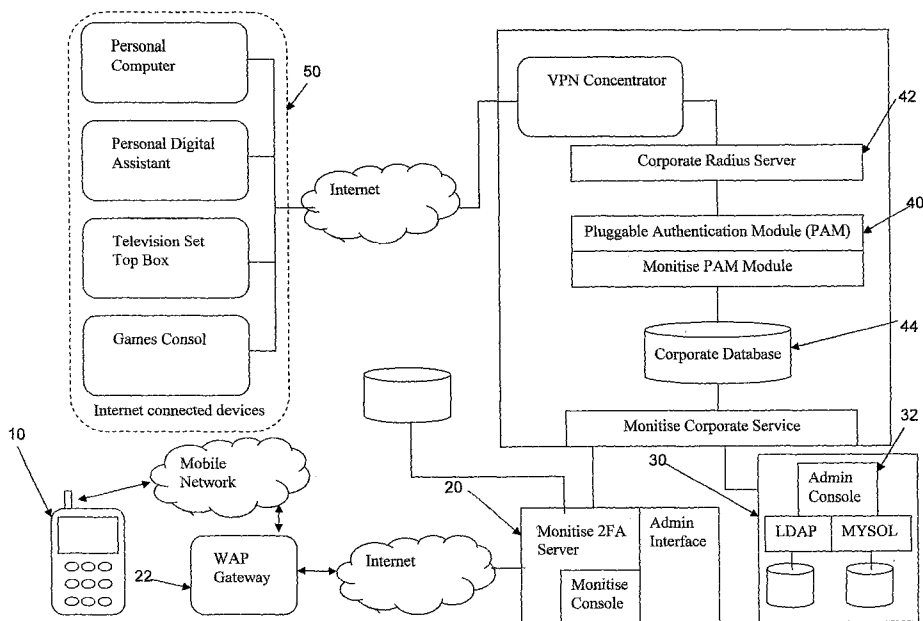 Personal
Computer
Personal Digital
Assistant
Television Set
Top Box
Games Consol
Internet connected devices
50
Internet
VPN Concentrator
Corporate Radius Server
42
Pluggable Authentication Module (PAM)
40
Monitise PAM Module
Corporate Database
44
Monitise Corporate Service
10
Mobile
Network
22
WAP
Gateway
Internet
20
Monitise 2FA
Server
Admin
Interface
Monitise
Console
30
32
Admin
Console
LDAP
MYSOL